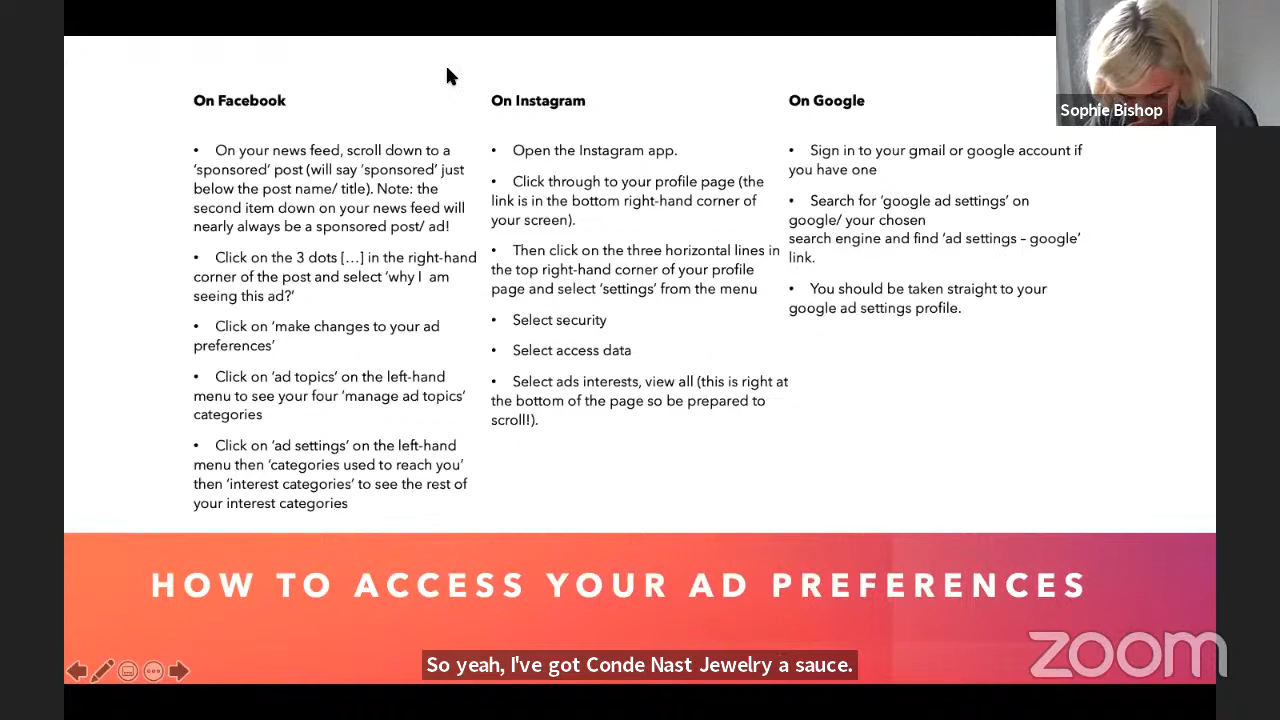 On Facebook
• On your news feed, scroll down to a
‘sponsored’ post (will say ‘sponsored’ just
below the post name/ title). Note: the
second item down on your news feed will
nearly always be a sponsored post/ ad!
• Click on the 3 dots […] in the right-hand
corner of the post and select ‘why I am
seeing this ad?’
• Click on ‘make changes to your ad
preferences’
• Click on ‘ad topics’ on the left-hand
menu to see your four ‘manage ad topics’
categories
• Click on ‘ad settings’ on the left-hand
menu then ‘categories used to reach you’
then ‘interest categories’ to see the rest of
your interest categories
On Instagram
• Open the Instagram app.
• Click through to your profile page (the
link is in the bottom right-hand corner of
your screen).
• Then click on the three horizontal lines in
the top right-hand corner of your profile
page and select ‘settings’ from the menu
• Select security
• Select access data
• Select ads interests, view all (this is right at
the bottom of the page so be prepared to
scroll!).
On Google
• Sign in to your gmail or google account if
you have one
• Search for ‘google ad settings’ on
google/ your chosen
search engine and find ‘ad settings – google’
link.
• You should be taken straight to your
google ad settings profile.
Sophie Bishop
HOW TO ACCESS YOUR AD PREFERENCES
So yeah, I've got Conde Nast Jewelry a sauce.
zoom